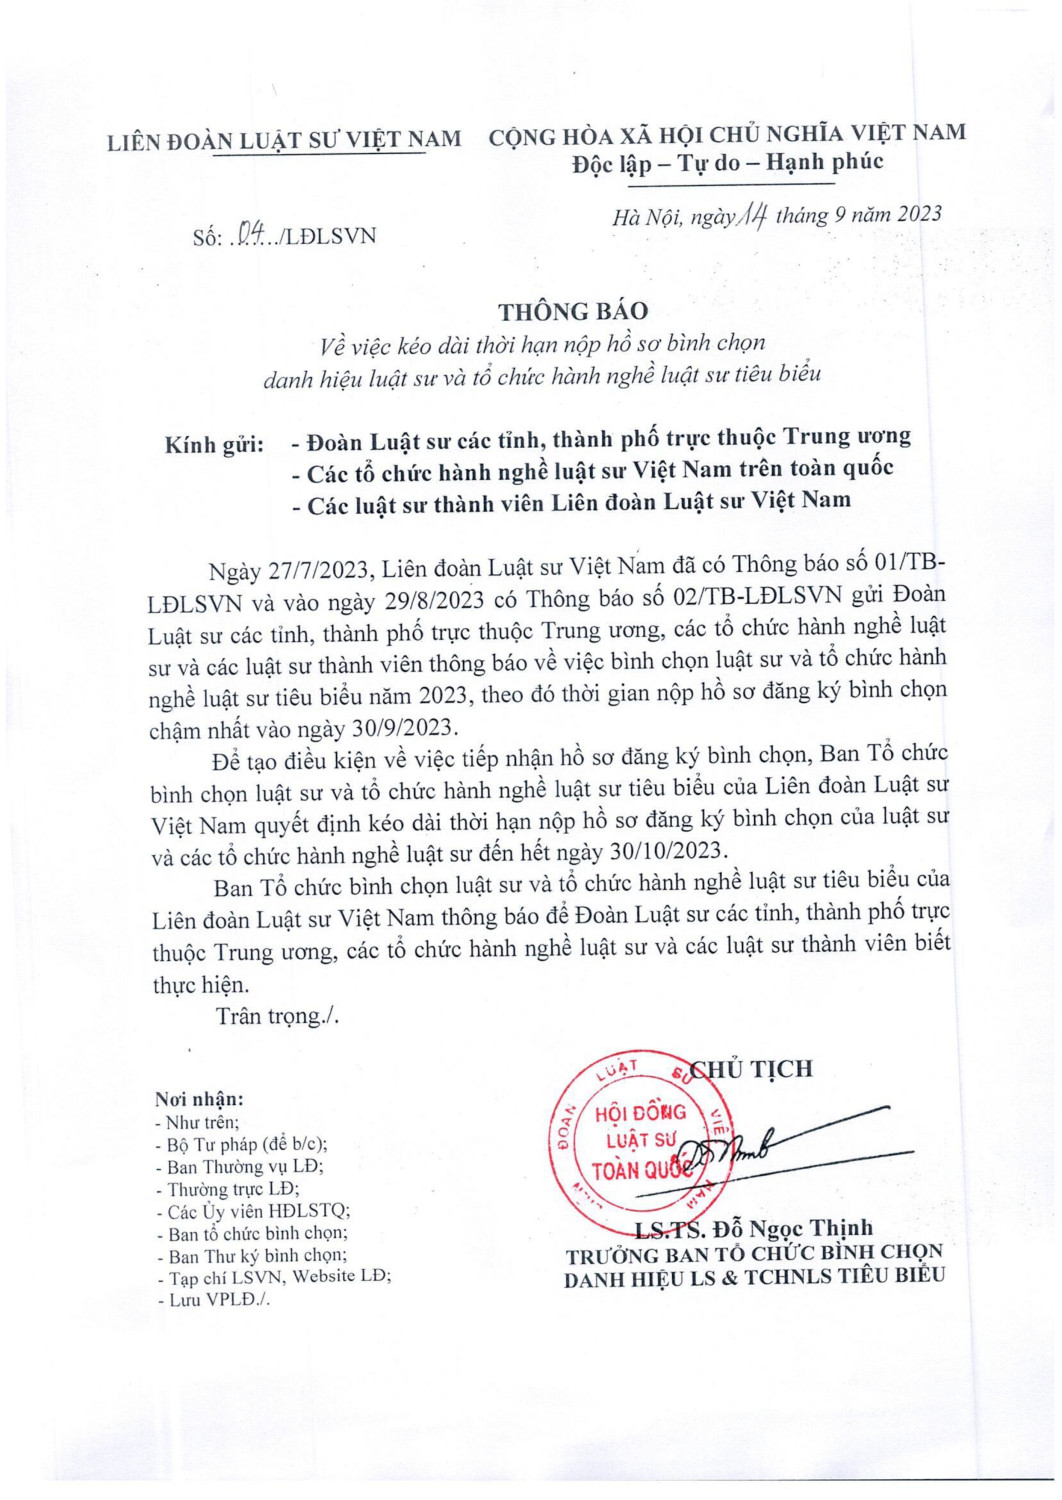 LIÊN ĐOÀN LUẬT SƯ VIỆT NAM
CỘNG HÒA XÃ HỘI CHỦ NGHĨA VIỆT NAM
Độc lập – Tự do – Hạnh phúc
Số: .04.../LĐLSVN
Hà Nội, ngày 14 tháng 9 năm 2023
THÔNG BÁO
Về việc kéo dài thời hạn nộp hồ sơ bình chọn
danh hiệu luật sư và tổ chức hành nghề luật sư tiêu biểu
Kính gửi: - Đoàn Luật sư các tỉnh, thành phố trực thuộc Trung ương
- Các tổ chức hành nghề luật sư Việt Nam trên toàn quốc
- Các luật sư thành viên Liên đoàn Luật sư Việt Nam
Ngày 27/7/2023, Liên đoàn Luật sư Việt Nam đã có Thông báo số 01/TB-
LĐLSVN và vào ngày 29/8/2023 có Thông báo số 02/TB-LĐLSVN gửi Đoàn
Luật sư các tỉnh, thành phố trực thuộc Trung ương, các tổ chức hành nghề luật
sư và các luật sư thành viên thông báo về việc bình chọn luật sư và tổ chức hành
nghề luật sư tiêu biểu năm 2023, theo đó thời gian nộp hồ sơ đăng ký bình chọn
chậm nhất vào ngày 30/9/2023.
Để tạo điều kiện về việc tiếp nhận hồ sơ đăng ký bình chọn, Ban Tổ chức
bình chọn luật sư và tổ chức hành nghề luật sư tiêu biểu của Liên đoàn Luật sư
Việt Nam quyết định kéo dài thời hạn nộp hồ sơ đăng ký bình chọn của luật sư
và các tổ chức hành nghề luật sư đến hết ngày 30/10/2023.
Ban Tổ chức bình chọn luật sư và tổ chức hành nghề luật sư tiêu biểu của
Liên đoàn Luật sư Việt Nam thông báo để Đoàn Luật sư các tỉnh, thành phố trực
thuộc Trung ương, các tổ chức hành nghề luật sư và các luật sư thành viên biết
thực hiện.
Trân trọng./.
CHỦ TỊCH
LIÊN ĐOÀN LUẬT SƯ VIỆT NAM
HỘI ĐỒNG
LUẬT SƯ
TOÀN QUỐC
Nơi nhận:
- Như trên;
- Bộ Tư pháp (để b/c);
- Ban Thường vụ LĐ;
- Thường trực LĐ;
- Các Ủy viên HĐLSTQ;
- Ban tổ chức bình chọn;
- Ban Thư ký bình chọn;
- Tạp chí LSVN, Website LĐ;
- Lưu VPLĐ./.
LS.TS. Đỗ Ngọc Thịnh
TRƯỞNG BAN TỔ CHỨC BÌNH CHỌN
DANH HIỆU LS & TCHNLS TIÊU BIỂU